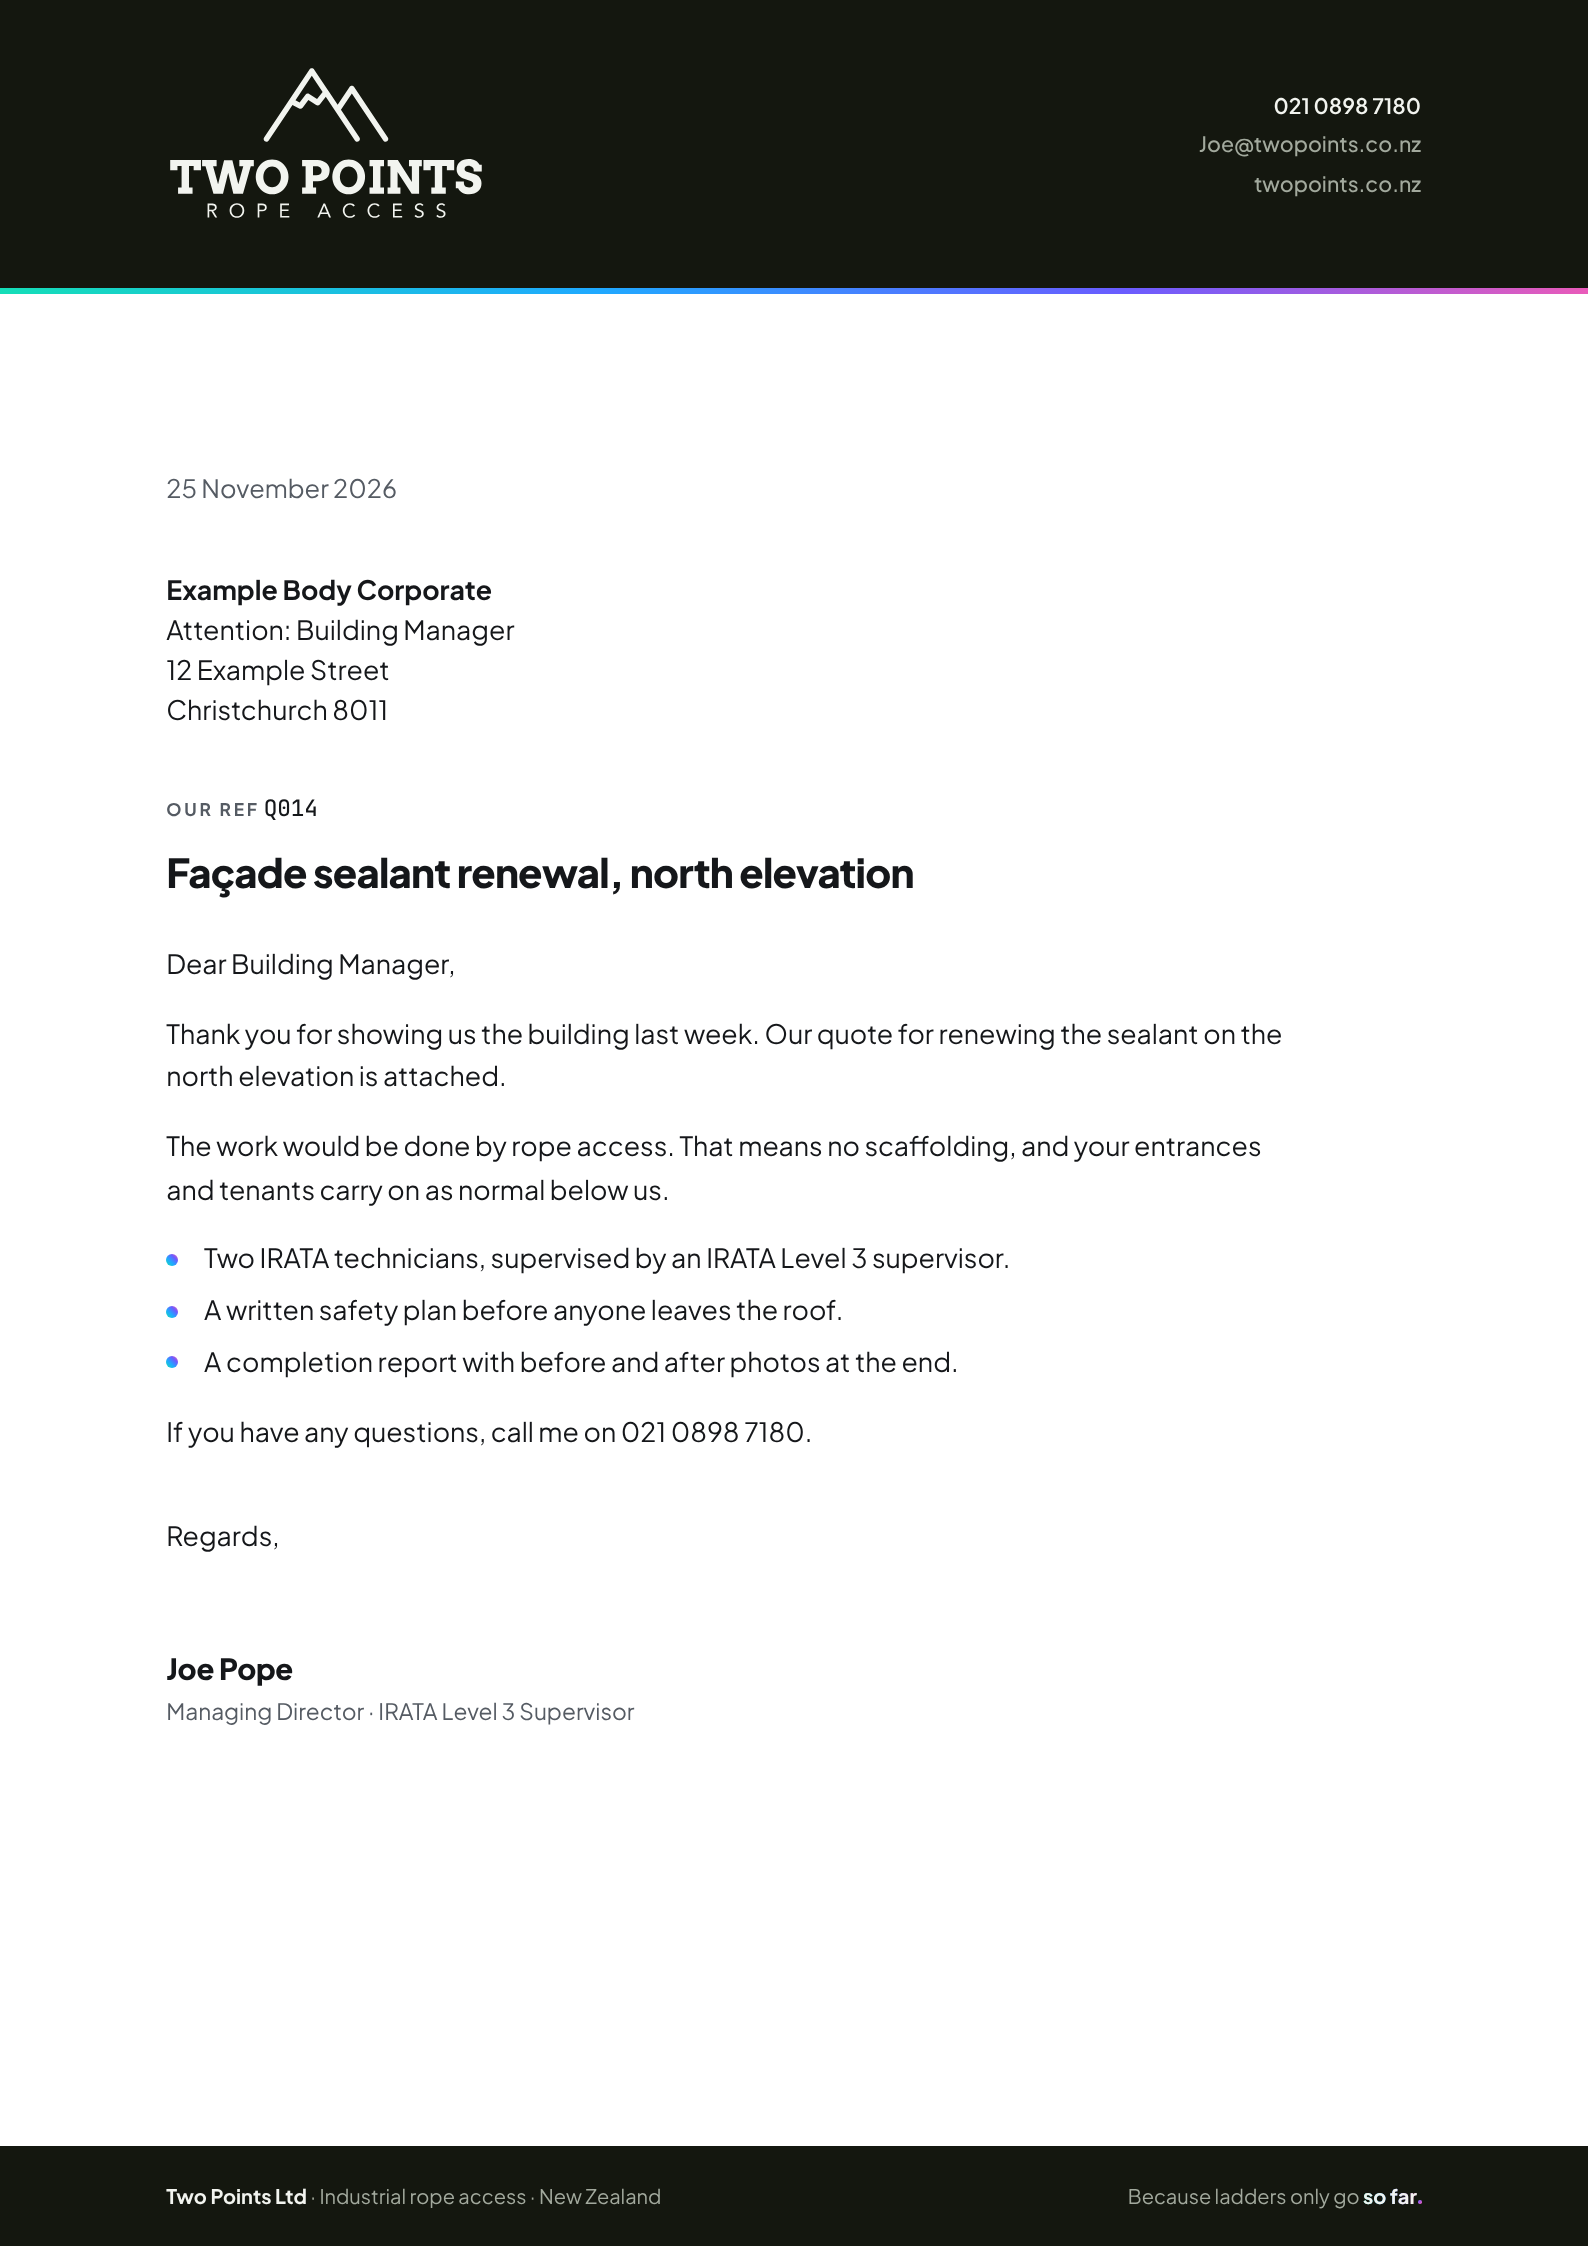 TWO POINTS
ROPE ACCESS
021 0898 7180
Joe@twopoints.co.nz
twopoints.co.nz
25 November 2026
Example Body Corporate
Attention: Building Manager
12 Example Street
Christchurch 8011
OUR REF Q014
Façade sealant renewal, north elevation
Dear Building Manager,
Thank you for showing us the building last week. Our quote for renewing the sealant on the
north elevation is attached.
The work would be done by rope access. That means no scaffolding, and your entrances
and tenants carry on as normal below us.
Two IRATA technicians, supervised by an IRATA Level 3 supervisor.
A written safety plan before anyone leaves the roof.
A completion report with before and after photos at the end.
If you have any questions, call me on 021 0898 7180.
Regards,
Joe Pope
Managing Director · IRATA Level 3 Supervisor
Two Points Ltd · Industrial rope access · New Zealand
Because ladders only go so far.